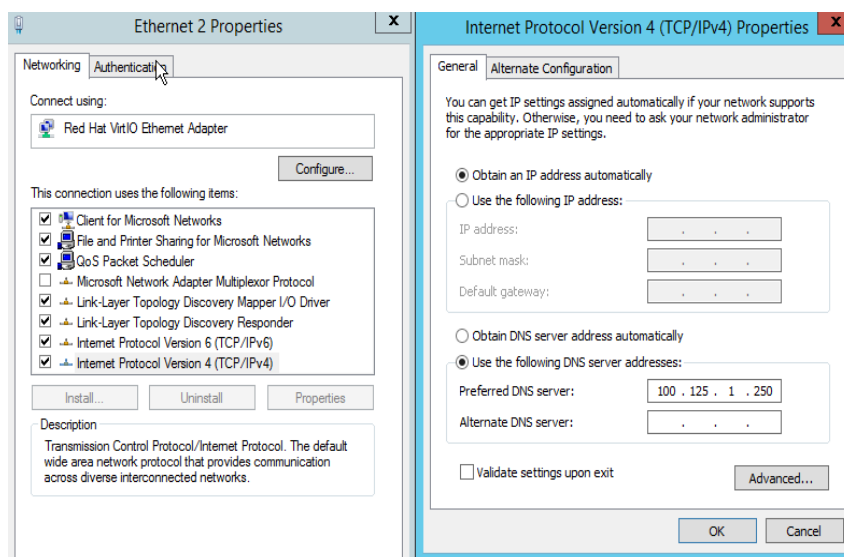 Ethernet 2 Properties
x
Networking
Authentication
Connect using:
Red Hat VirtIO Ethernet Adapter
Configure...
This connection uses the following items:
Client for Microsoft Networks
File and Printer Sharing for Microsoft Networks
QoS Packet Scheduler
Microsoft Network Adapter Multiplexor Protocol
Link-Layer Topology Discovery Mapper I/O Driver
Link-Layer Topology Discovery Responder
Internet Protocol Version 6 (TCP/IPv6)
Internet Protocol Version 4 (TCP/IPv4)
Install...
Uninstall
Properties
Description
Transmission Control Protocol/Internet Protocol. The default
wide area network protocol that provides communication
across diverse interconnected networks.
Internet Protocol Version 4 (TCP/IPv4) Properties
x
General
Alternate Configuration
You can get IP settings assigned automatically if your network supports
this capability. Otherwise, you need to ask your network administrator
for the appropriate IP settings.
Obtain an IP address automatically
Use the following IP address:
IP address:
. . .
Subnet mask:
. . .
Default gateway:
. . .
Obtain DNS server address automatically
Use the following DNS server addresses:
Preferred DNS server:
100 . 125 . 1 . 250
Alternate DNS server:
. . .
Validate settings upon exit
Advanced...
OK
Cancel